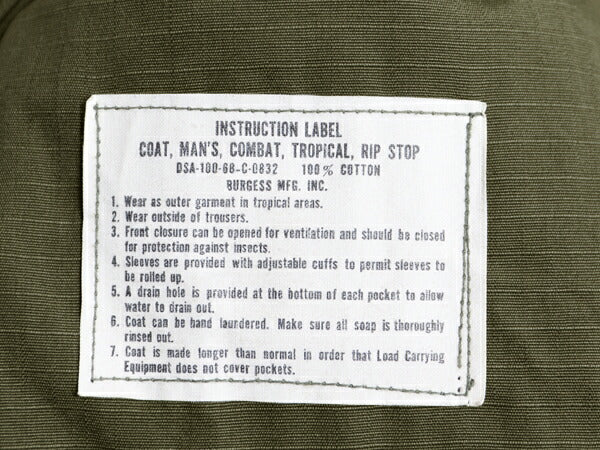 INSTRUCTION LABEL
COAT, MAN'S, COMBAT, TROPICAL, RIP STOP
DSA-100-68-C-0832 100% COTTON
BURGESS MFG. INC.
1. Wear as outer garment in tropical areas.
2. Wear outside of trousers.
3. Front closure can be opened for ventilation and should be closed
for protection against insects.
4. Sleeves are provided with adjustable cuffs to permit sleeves to
be rolled up.
5. A drain hole is provided at the bottom of each pocket to allow
water to drain out.
6. Coat can be hand laundered. Make sure all soap is thoroughly
rinsed out.
7. Coat is made longer than normal in order that Load Carrying
Equipment does not cover pockets.